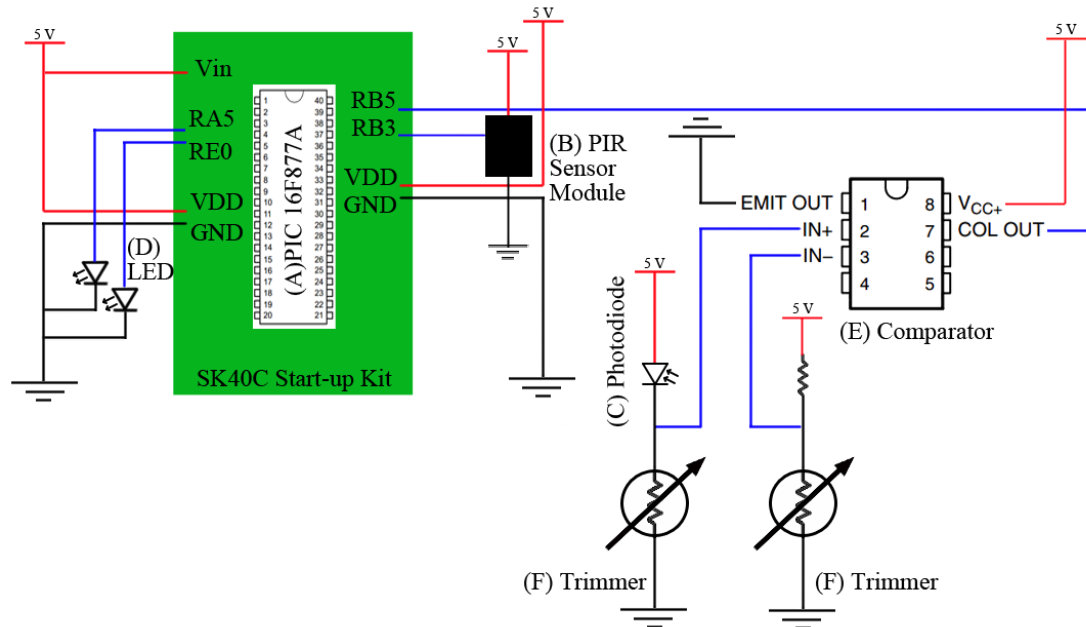 5 V
5 V
5 V
5 V
Vin
RA5
RE0
VDD
GND
(D)
LED
1
2
3
4
5
6
7
8
9
10
11
12
13
14
15
16
17
18
19
20
(A)PIC 16F877A
40
39
38
37
36
35
34
33
32
31
30
29
28
27
26
25
24
23
22
21
RB5
RB3
VDD
GND
SK40C Start-up Kit
(B) PIR
Sensor
Module
EMIT OUT
IN+
IN−
1
2
3
4
8
7
6
5
VCC+
COL OUT
(E) Comparator
5 V
(C) Photodiode
5 V
(F) Trimmer
(F) Trimmer